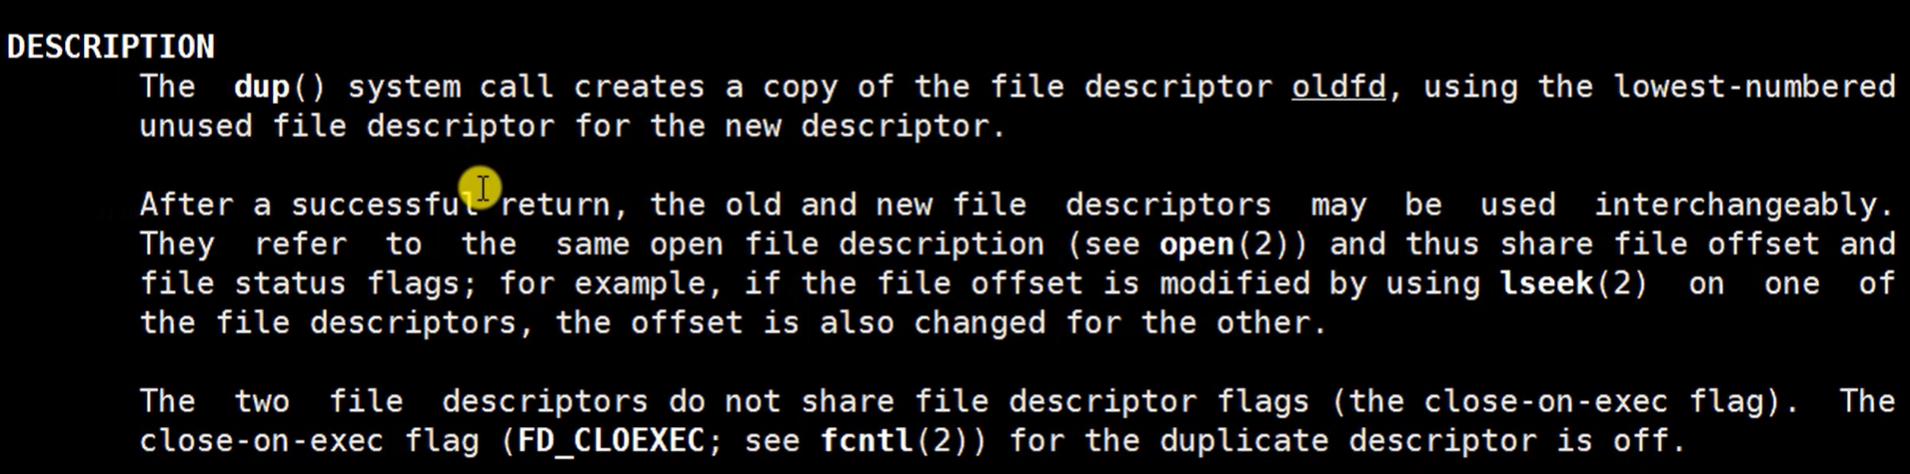 DESCRIPTION
The dup() system call creates a copy of the file descriptor oldfd, using the lowest-numbered
unused file descriptor for the new descriptor.
After a successful return, the old and new file descriptors may be used interchangeably.
They refer to the same open file description (see open(2)) and thus share file offset and
file status flags; for example, if the file offset is modified by using lseek(2) on one of
the file descriptors, the offset is also changed for the other.
The two file descriptors do not share file descriptor flags (the close-on-exec flag). The
close-on-exec flag (FD_CLOEXEC; see fcntl(2)) for the duplicate descriptor is off.